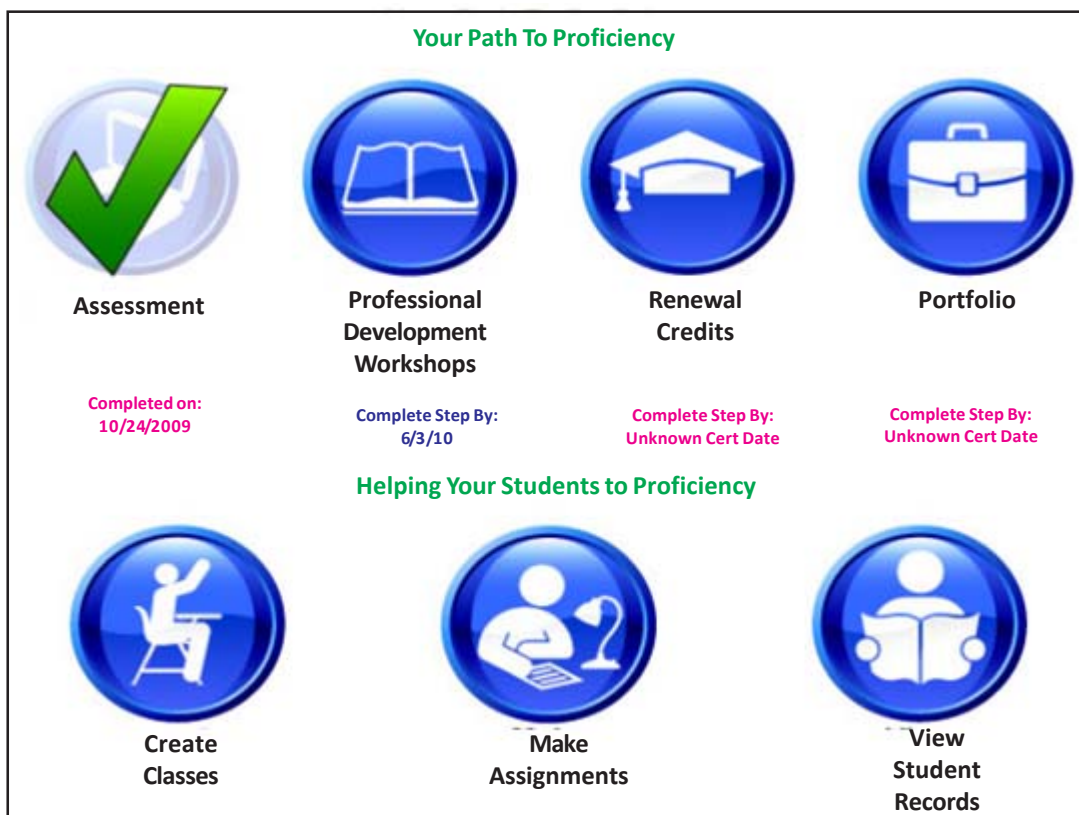 Your Path To Proficiency
Assessment
Professional
Development
Workshops
Renewal
Credits
Portfolio
Completed on:
10/24/2009
Complete Step By:
6/3/10
Complete Step By:
Unknown Cert Date
Complete Step By:
Unknown Cert Date
Helping Your Students to Proficiency
Create
Classes
Make
Assignments
View
Student
Records